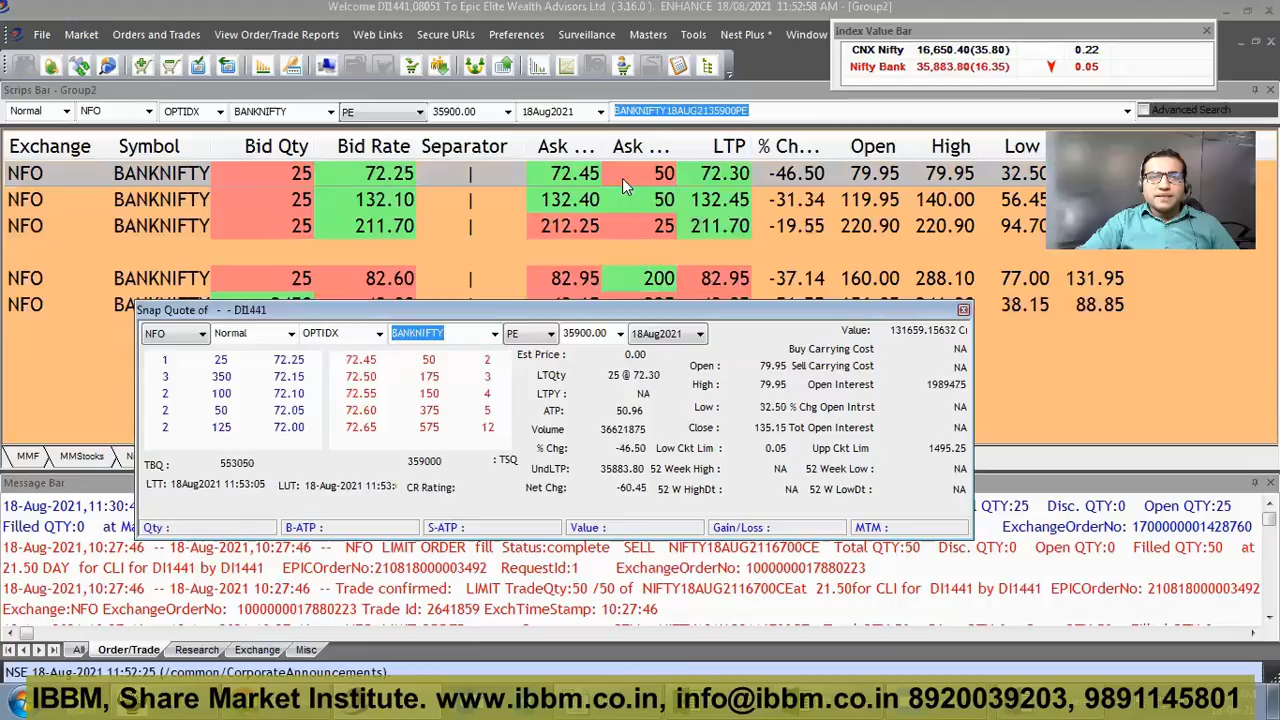 Welcome DI1441,08051 To Epic Elite Wealth Advisors Ltd ( 3.16.0 ). ENHANCE 18/08/2021 11:52:58 AM - [Group2]
File Market Orders and Trades View Order/Trade Reports Web Links Secure URLs Preferences Surveillance Masters Tools Nest Plus Window
Index Value Bar
CNX Nifty 16,650.40(35.80) 0.22
Nifty Bank 35,883.80(16.35) 0.05
Scrips Bar - Group2
Normal NFO OPTIDX BANKNIFTY PE 35900.00 18Aug2021 BANKNIFTY18AUG2135900PE Advanced Search
Exchange Symbol Bid Qty Bid Rate Separator Ask ... Ask ... LTP % Ch... Open High Low
NFO BANKNIFTY 25 72.25 | 72.45 50 72.30 -46.50 79.95 79.95 32.50
NFO BANKNIFTY 25 132.10 | 132.40 50 132.45 -31.34 119.95 140.00 56.45
NFO BANKNIFTY 25 211.70 | 212.25 25 211.70 -19.55 220.90 220.90 94.70
NFO BANKNIFTY 25 82.60 | 82.95 200 82.95 -37.14 160.00 288.10 77.00 131.95
NFO BANKNIFTY 38.15 88.85
Snap Quote of - - DI1441
NFO Normal OPTIDX BANKNIFTY PE 35900.00 18Aug2021 Value: 131659.15632
1 25 72.25 72.45 50 2 Est Price : 0.00 Buy Carrying Cost NA
3 350 72.15 72.50 175 3 LTQty 25 @ 72.30 Open : 79.95 Sell Carrying Cost NA
2 100 72.10 72.55 150 4 LTPY : NA High : 79.95 Open Interest 1989475
2 50 72.05 72.60 375 5 ATP : 50.96 Low : 32.50 % Chg Open Intrst NA
2 125 72.00 72.65 575 12 Volume 36621875 Close : 135.15 Tot Open Interest NA
% Chg: -46.50 Low Ckt Lim : 0.05 Upp Ckt Lim 1495.25
TBQ : 553050 359000 : TSQ UndLTP : 35883.80 52 Week High : NA 52 Week Low : NA
LTT: 18Aug2021 11:53:05 LUT: 18-Aug-2021 11:53: CR Rating: Net Chg: -60.45 52 W HighDt : NA 52 W LowDt : NA
Qty : B-ATP : S-ATP : Value : Gain/Loss : MTM :
MMF MMStocks
Message Bar
18-Aug-2021,11:30: QTY:25 Disc. QTY:0 Open QTY:25
Filled QTY:0 at Ma ExchangeOrderNo: 1700000001428760
18-Aug-2021,10:27:46 -- 18-Aug-2021,10:27:46 -- NFO LIMIT ORDER fill Status:complete SELL NIFTY18AUG2116700CE Total QTY:50 Disc. QTY:0 Open QTY:0 Filled QTY:50 at
21.50 DAY for CLI for DI1441 by DI1441 EPICOrderNo:210818000003492 RequestId:1 ExchangeOrderNo: 1000000017880223
18-Aug-2021,10:27:46 -- 18-Aug-2021,10:27:46 -- Trade confirmed: LIMIT TradeQty:50 /50 of NIFTY18AUG2116700CEat 21.50for CLI for DI1441 by DI1441 EPICOrderNo: 210818000003492
Exchange:NFO ExchangeOrderNo: 1000000017880223 Trade Id: 2641859 ExchTimeStamp: 10:27:46
All Order/Trade Research Exchange Misc
NSE 18-Aug-2021 11:52:25 (/common/CorporateAnnouncements).
IBBM, Share Market Institute. www.ibbm.co.in, info@ibbm.co.in 8920039203, 9891145801